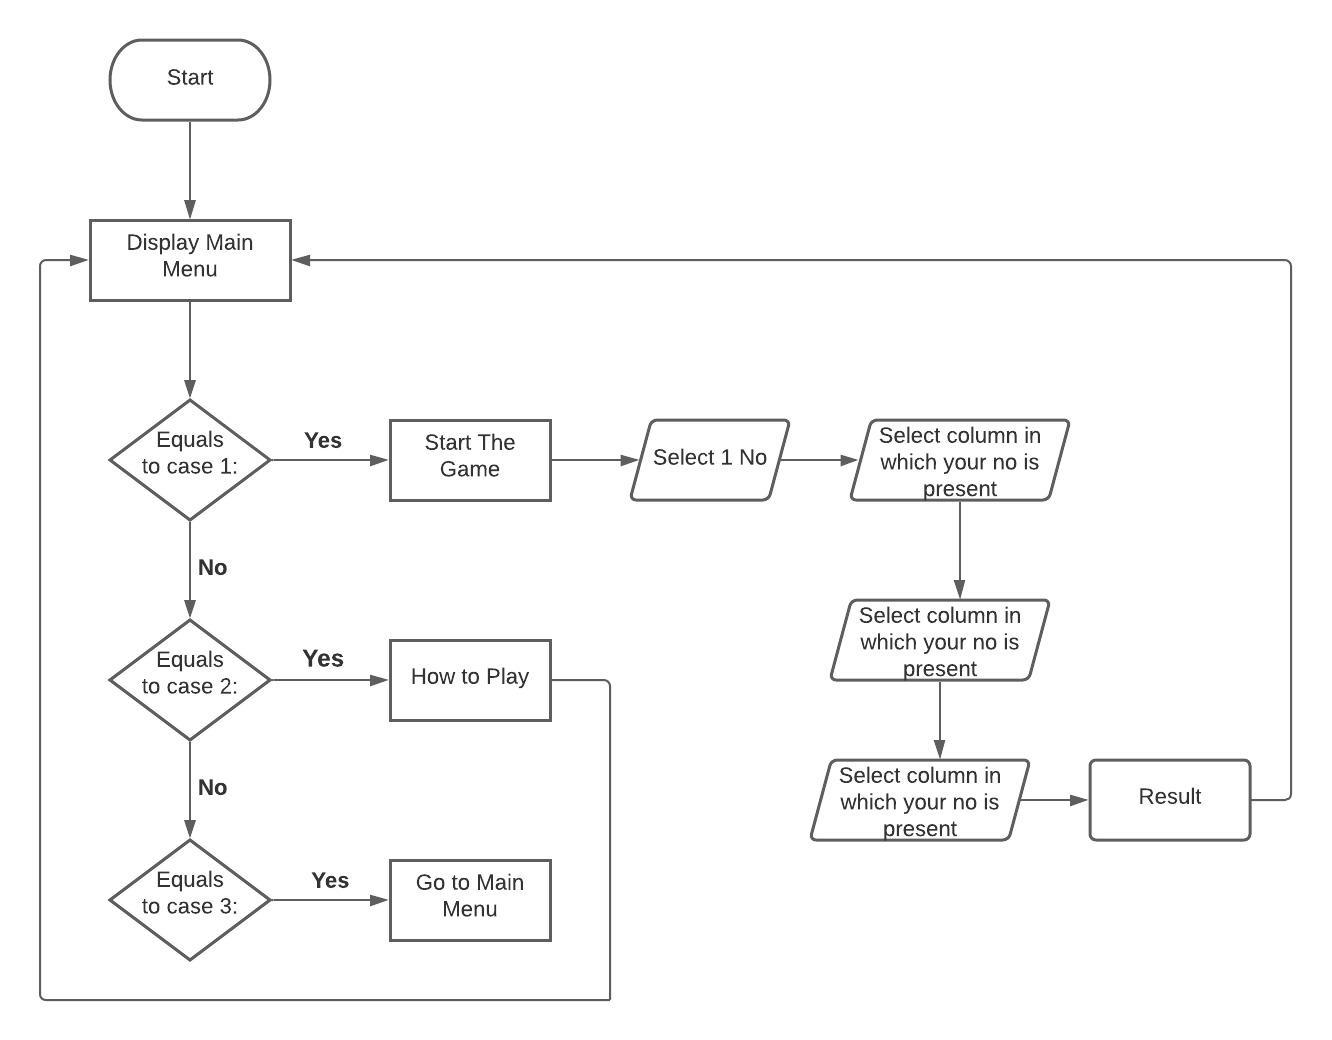 Start
Display Main
Menu
Equals
to case 1:
Yes
Start The
Game
Select 1 No
Select column in
which your no is
present
No
Select column in
which your no is
present
Equals
to case 2:
Yes
How to Play
No
Select column in
which your no is
present
Result
Equals
to case 3:
Yes
Go to Main
Menu